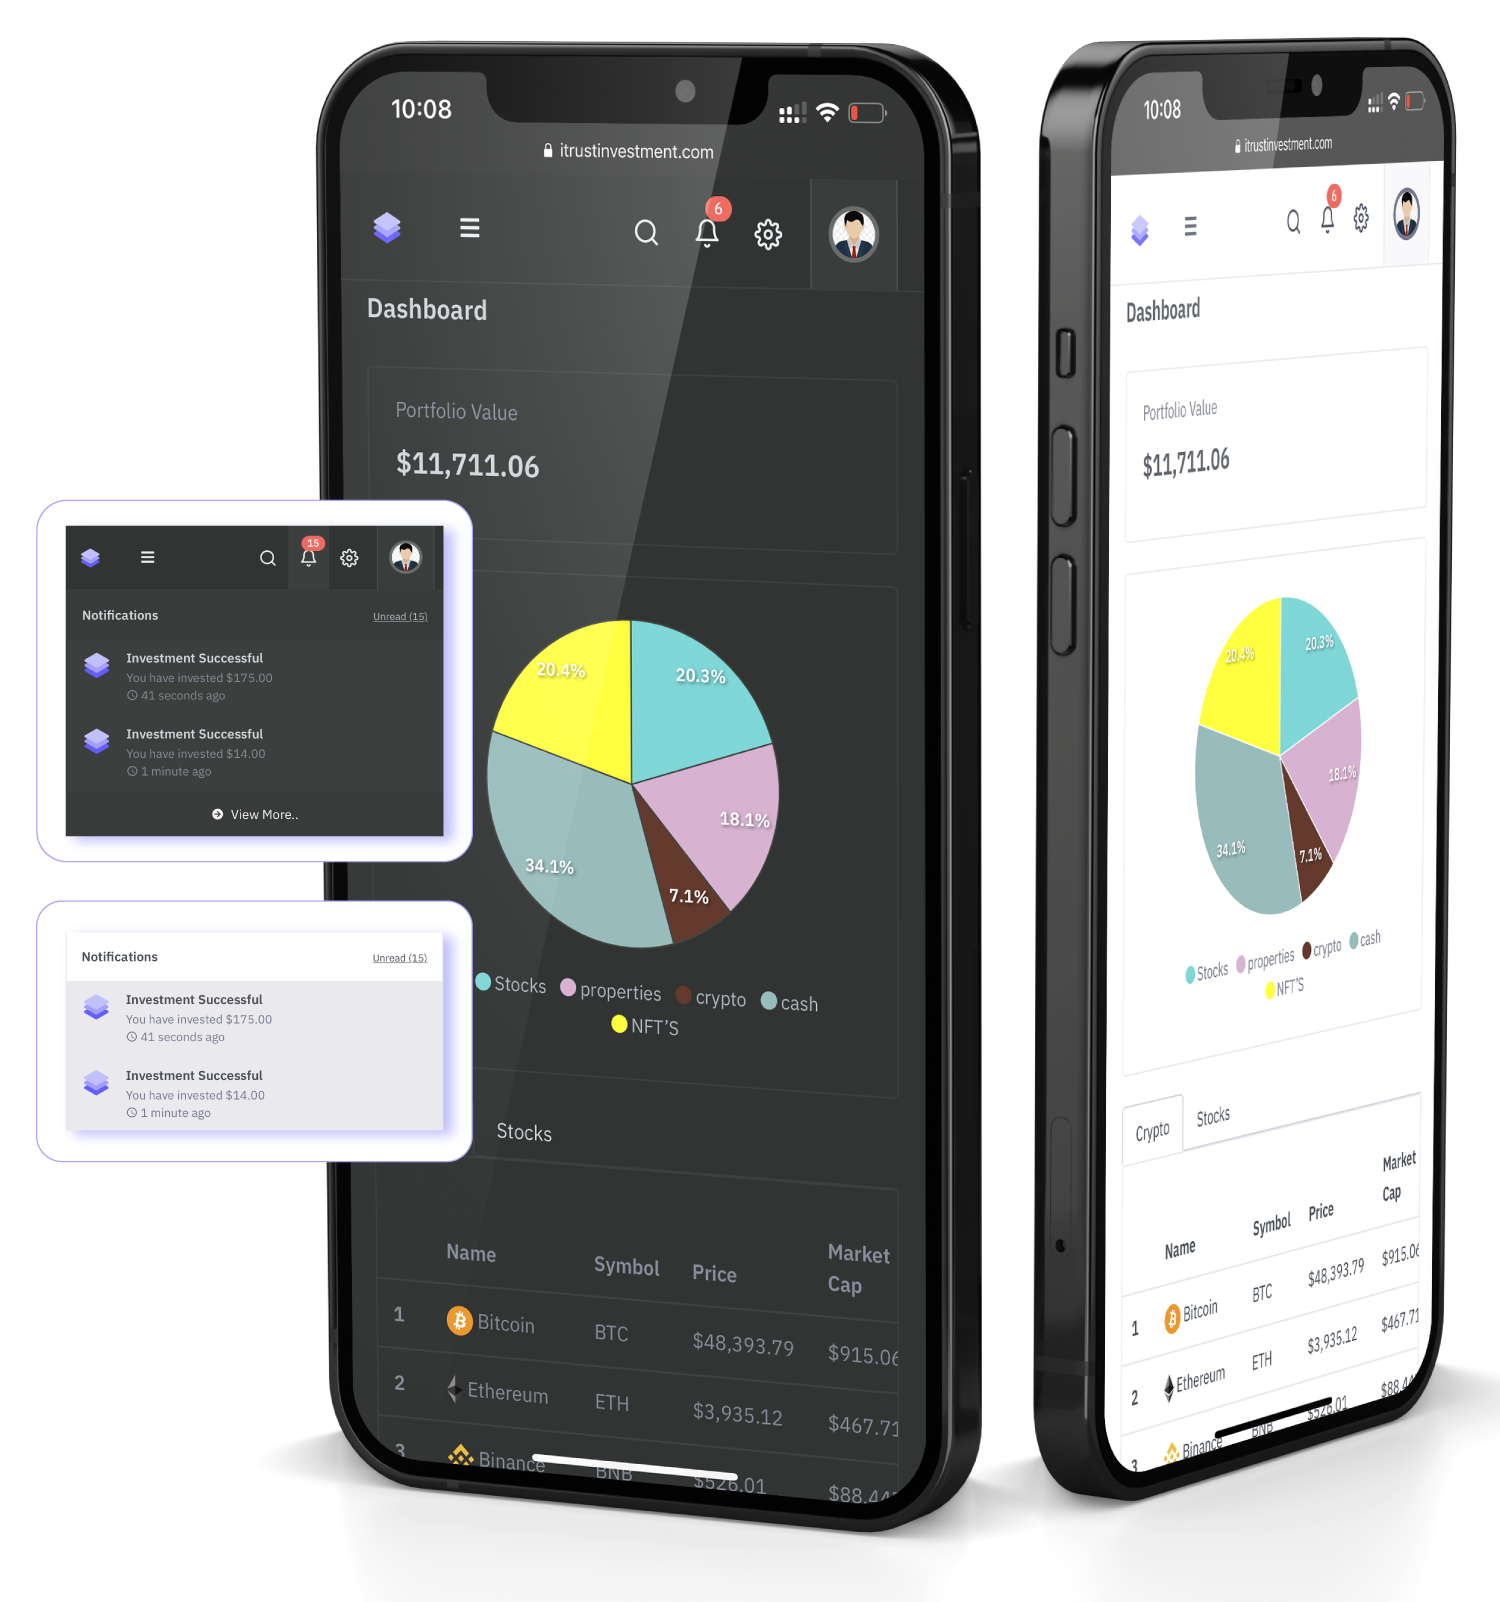 10:08
itrustinvestment.com
6
Dashboard
Portfolio Value
$11,711.06
20.4%
20.3%
18.1%
34.1%
7.1%
Stocks properties crypto cash
NFT'S
Stocks
Name Symbol Price Market Cap
1 Bitcoin BTC $48,393.79 $915.06
2 Ethereum ETH $3,935.12 $467.71
3 Binance BNB $526.01 $88.44
15
Notifications Unread (15)
Investment Successful
You have invested $175.00
41 seconds ago
Investment Successful
You have invested $14.00
1 minute ago
View More..
Notifications Unread (15)
Investment Successful
You have invested $175.00
41 seconds ago
Investment Successful
You have invested $14.00
1 minute ago
10:08
itrustinvestment.com
6
Dashboard
Portfolio Value
$11,711.06
20.4%
20.3%
18.1%
34.1%
7.1%
Stocks properties crypto cash
NFT'S
Crypto Stocks
Name Symbol Price Market Cap
1 Bitcoin BTC $48,393.79 $915.06
2 Ethereum ETH $3,935.12 $467.71
3 Binance BNB $526.01 $88.44